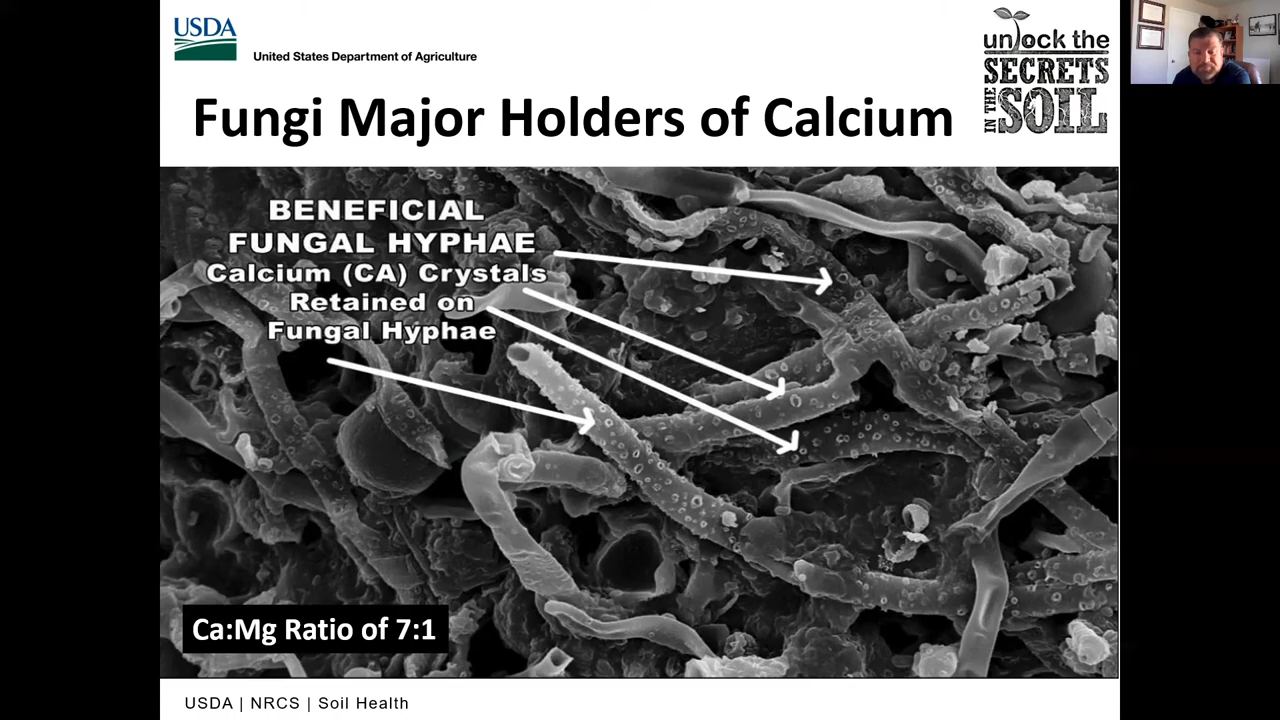 USDA
United States Department of Agriculture
unlock the
SECRETS
IN THE
SOIL
Fungi Major Holders of Calcium
BENEFICIAL
FUNGAL HYPHAE
Calcium (CA) Crystals
Retained on
Fungal Hyphae
Ca:Mg Ratio of 7:1
USDA | NRCS | Soil Health